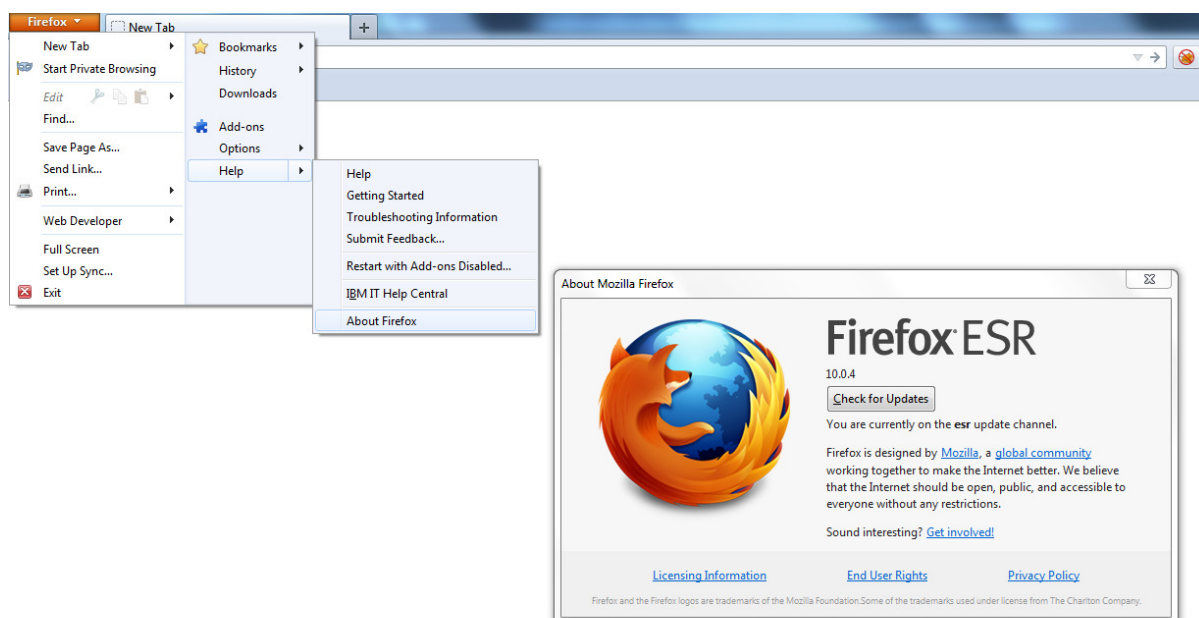 Firefox
New Tab
+
New Tab
Start Private Browsing
Edit
Find...
Save Page As...
Send Link...
Print...
Web Developer
Full Screen
Set Up Sync...
Exit
Bookmarks
History
Downloads
Add-ons
Options
Help
Help
Getting Started
Troubleshooting Information
Submit Feedback...
Restart with Add-ons Disabled...
IBM IT Help Central
About Firefox
About Mozilla Firefox
Firefox ESR
10.0.4
Check for Updates
You are currently on the esr update channel.
Firefox is designed by Mozilla, a global community
working together to make the Internet better. We believe
that the Internet should be open, public, and accessible to
everyone without any restrictions.
Sound interesting? Get involved!
Licensing Information End User Rights Privacy Policy
Firefox and the Firefox logos are trademarks of the Mozilla Foundation.Some of the trademarks used under license from The Charlton Company.